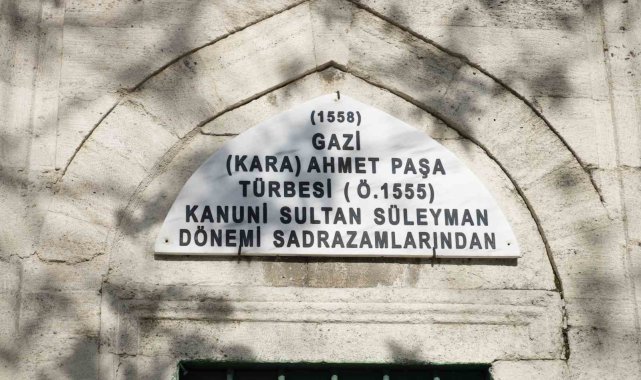 (1558)
GAZİ
(KARA) AHMET PAŞA
TÜRBESİ (Ö.1555)
KANUNİ SULTAN SÜLEYMAN
DÖNEMİ SADRAZAMLARINDAN